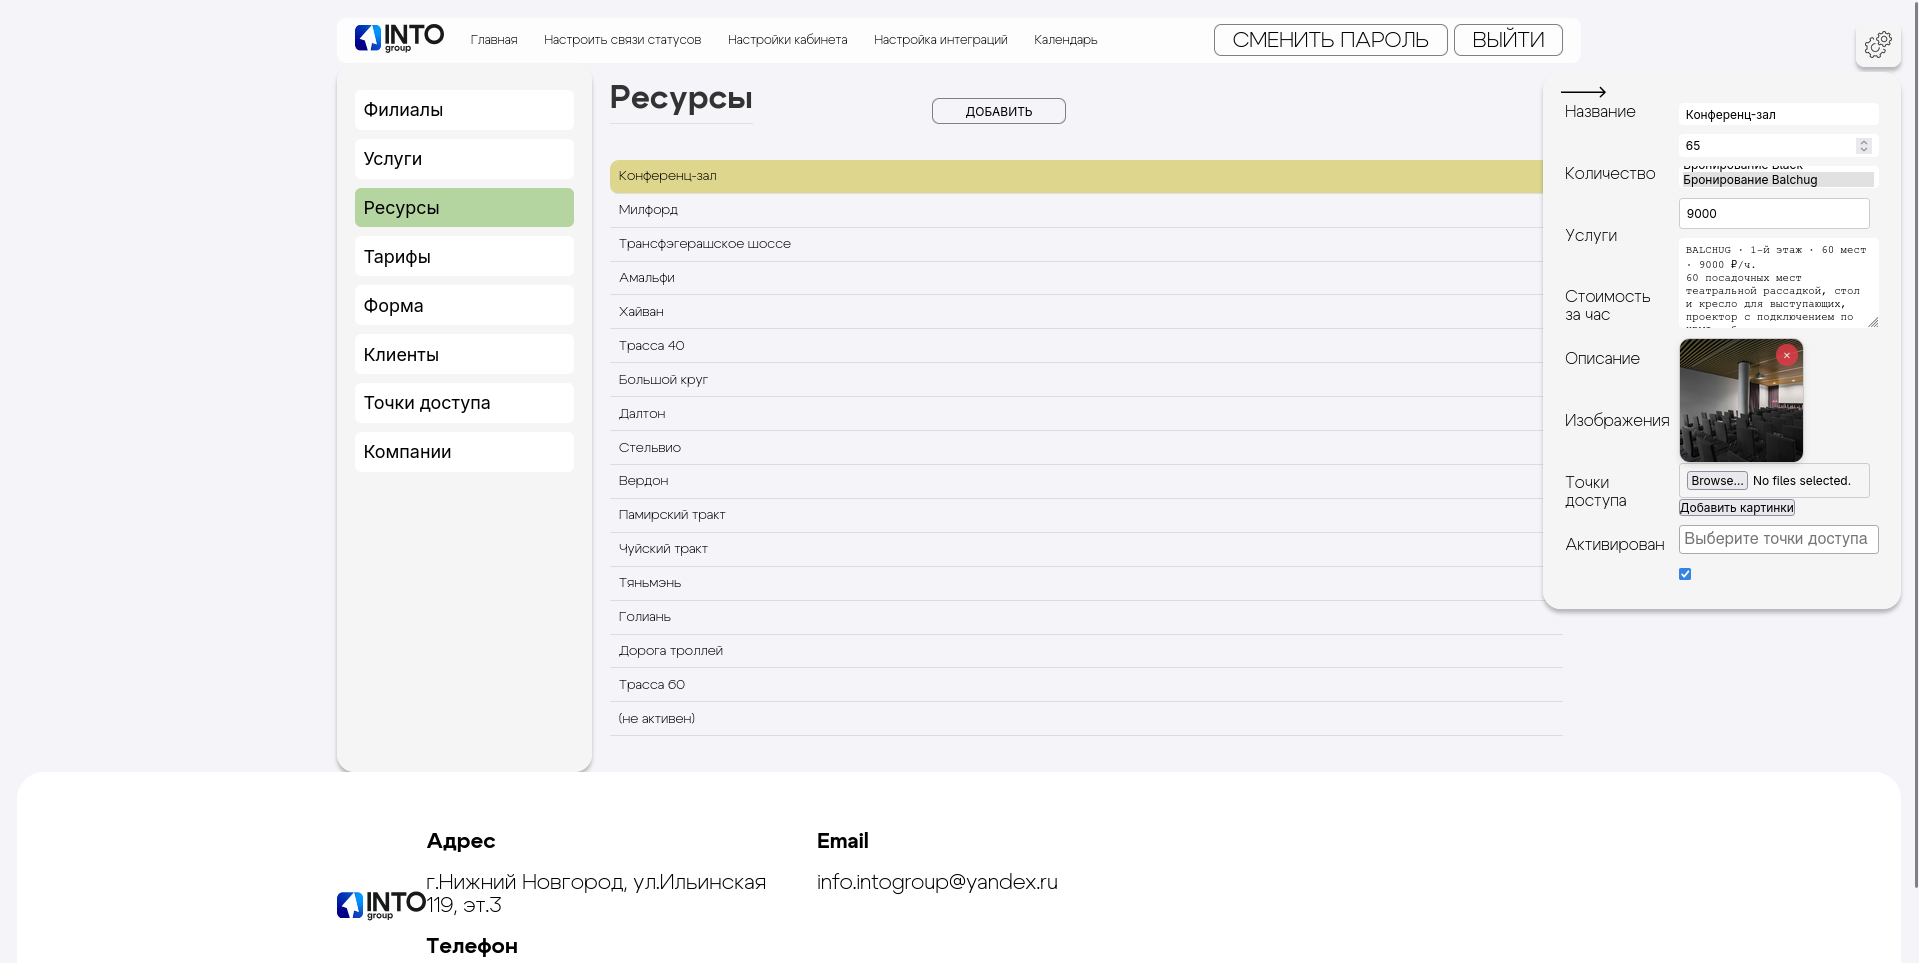 INTO
group
Главная
Настроить связи статусов
Настройки кабинета
Настройка интеграций
Календарь
СМЕНИТЬ ПАРОЛЬ
ВЫЙТИ
Филиалы
Услуги
Ресурсы
Тарифы
Форма
Клиенты
Точки доступа
Компании
Ресурсы
ДОБАВИТЬ
Конференц-зал
Милфорд
Трансфэгерашское шоссе
Амальфи
Хайван
Трасса 40
Большой круг
Далтон
Стельвио
Вердон
Памирский тракт
Чуйский тракт
Тяньмэнь
Голиань
Дорога троллей
Трасса 60
(не активен)
Название
Количество
Услуги
Стоимость
за час
Описание
Изображения
Точки
доступа
Активирован
Конференц-зал
65
Бронирование Black
Бронирование Balchug
9000
BALCHUG · 1-й этаж · 60 мест
· 9000 ₽/ч.
60 посадочных мест
театральной рассадкой, стол
и кресло для выступающих,
проектор с подключением по
×
Browse... No files selected.
Добавить картинки
Выберите точки доступа
INTO
group
Адрес
г.Нижний Новгород, ул.Ильинская
119, эт.3
Телефон
Email
info.intogroup@yandex.ru